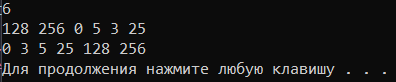 6
128 256 0 5 3 25
0 3 5 25 128 256
Для продолжения нажмите любую клавишу . . .